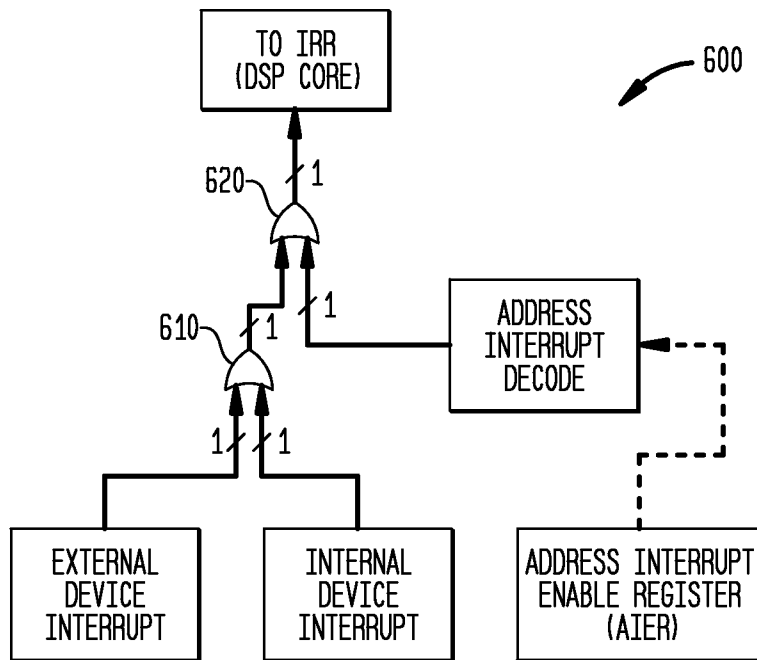 TO IRR
(DSP CORE)
600
620
1
1
610
1
ADDRESS
INTERRUPT
DECODE
1
1
EXTERNAL
DEVICE
INTERRUPT
INTERNAL
DEVICE
INTERRUPT
ADDRESS INTERRUPT
ENABLE REGISTER
(AIER)